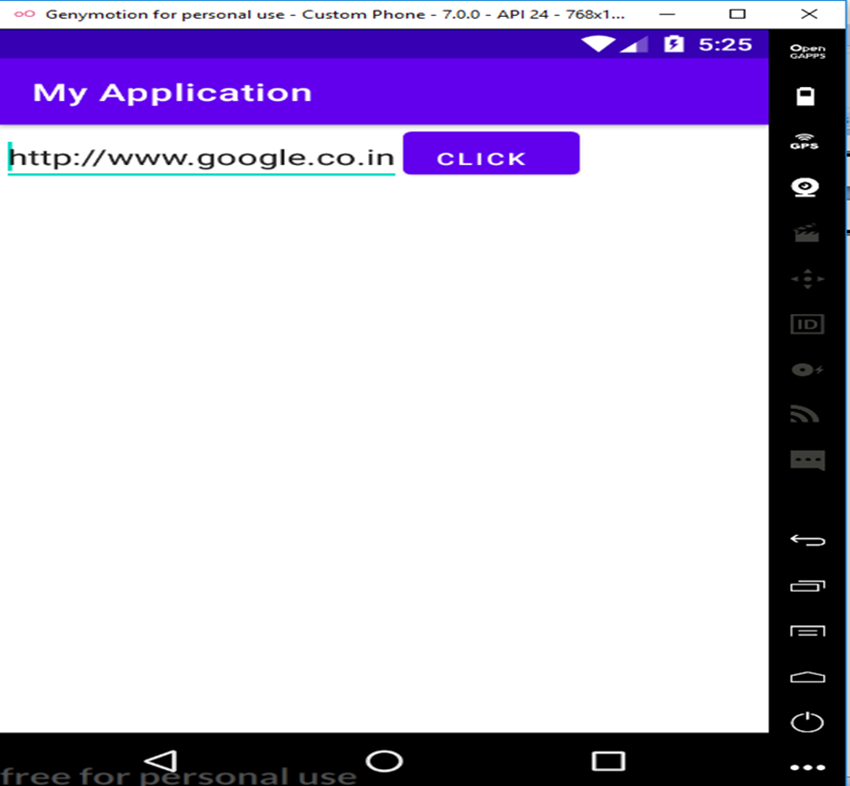 Genymotion for personal use - Custom Phone - 7.0.0 - API 24 - 768x1...
5:25
Open
GAPPS
My Application
GPS
http://www.google.co.in CLICK
ID
free for personal use